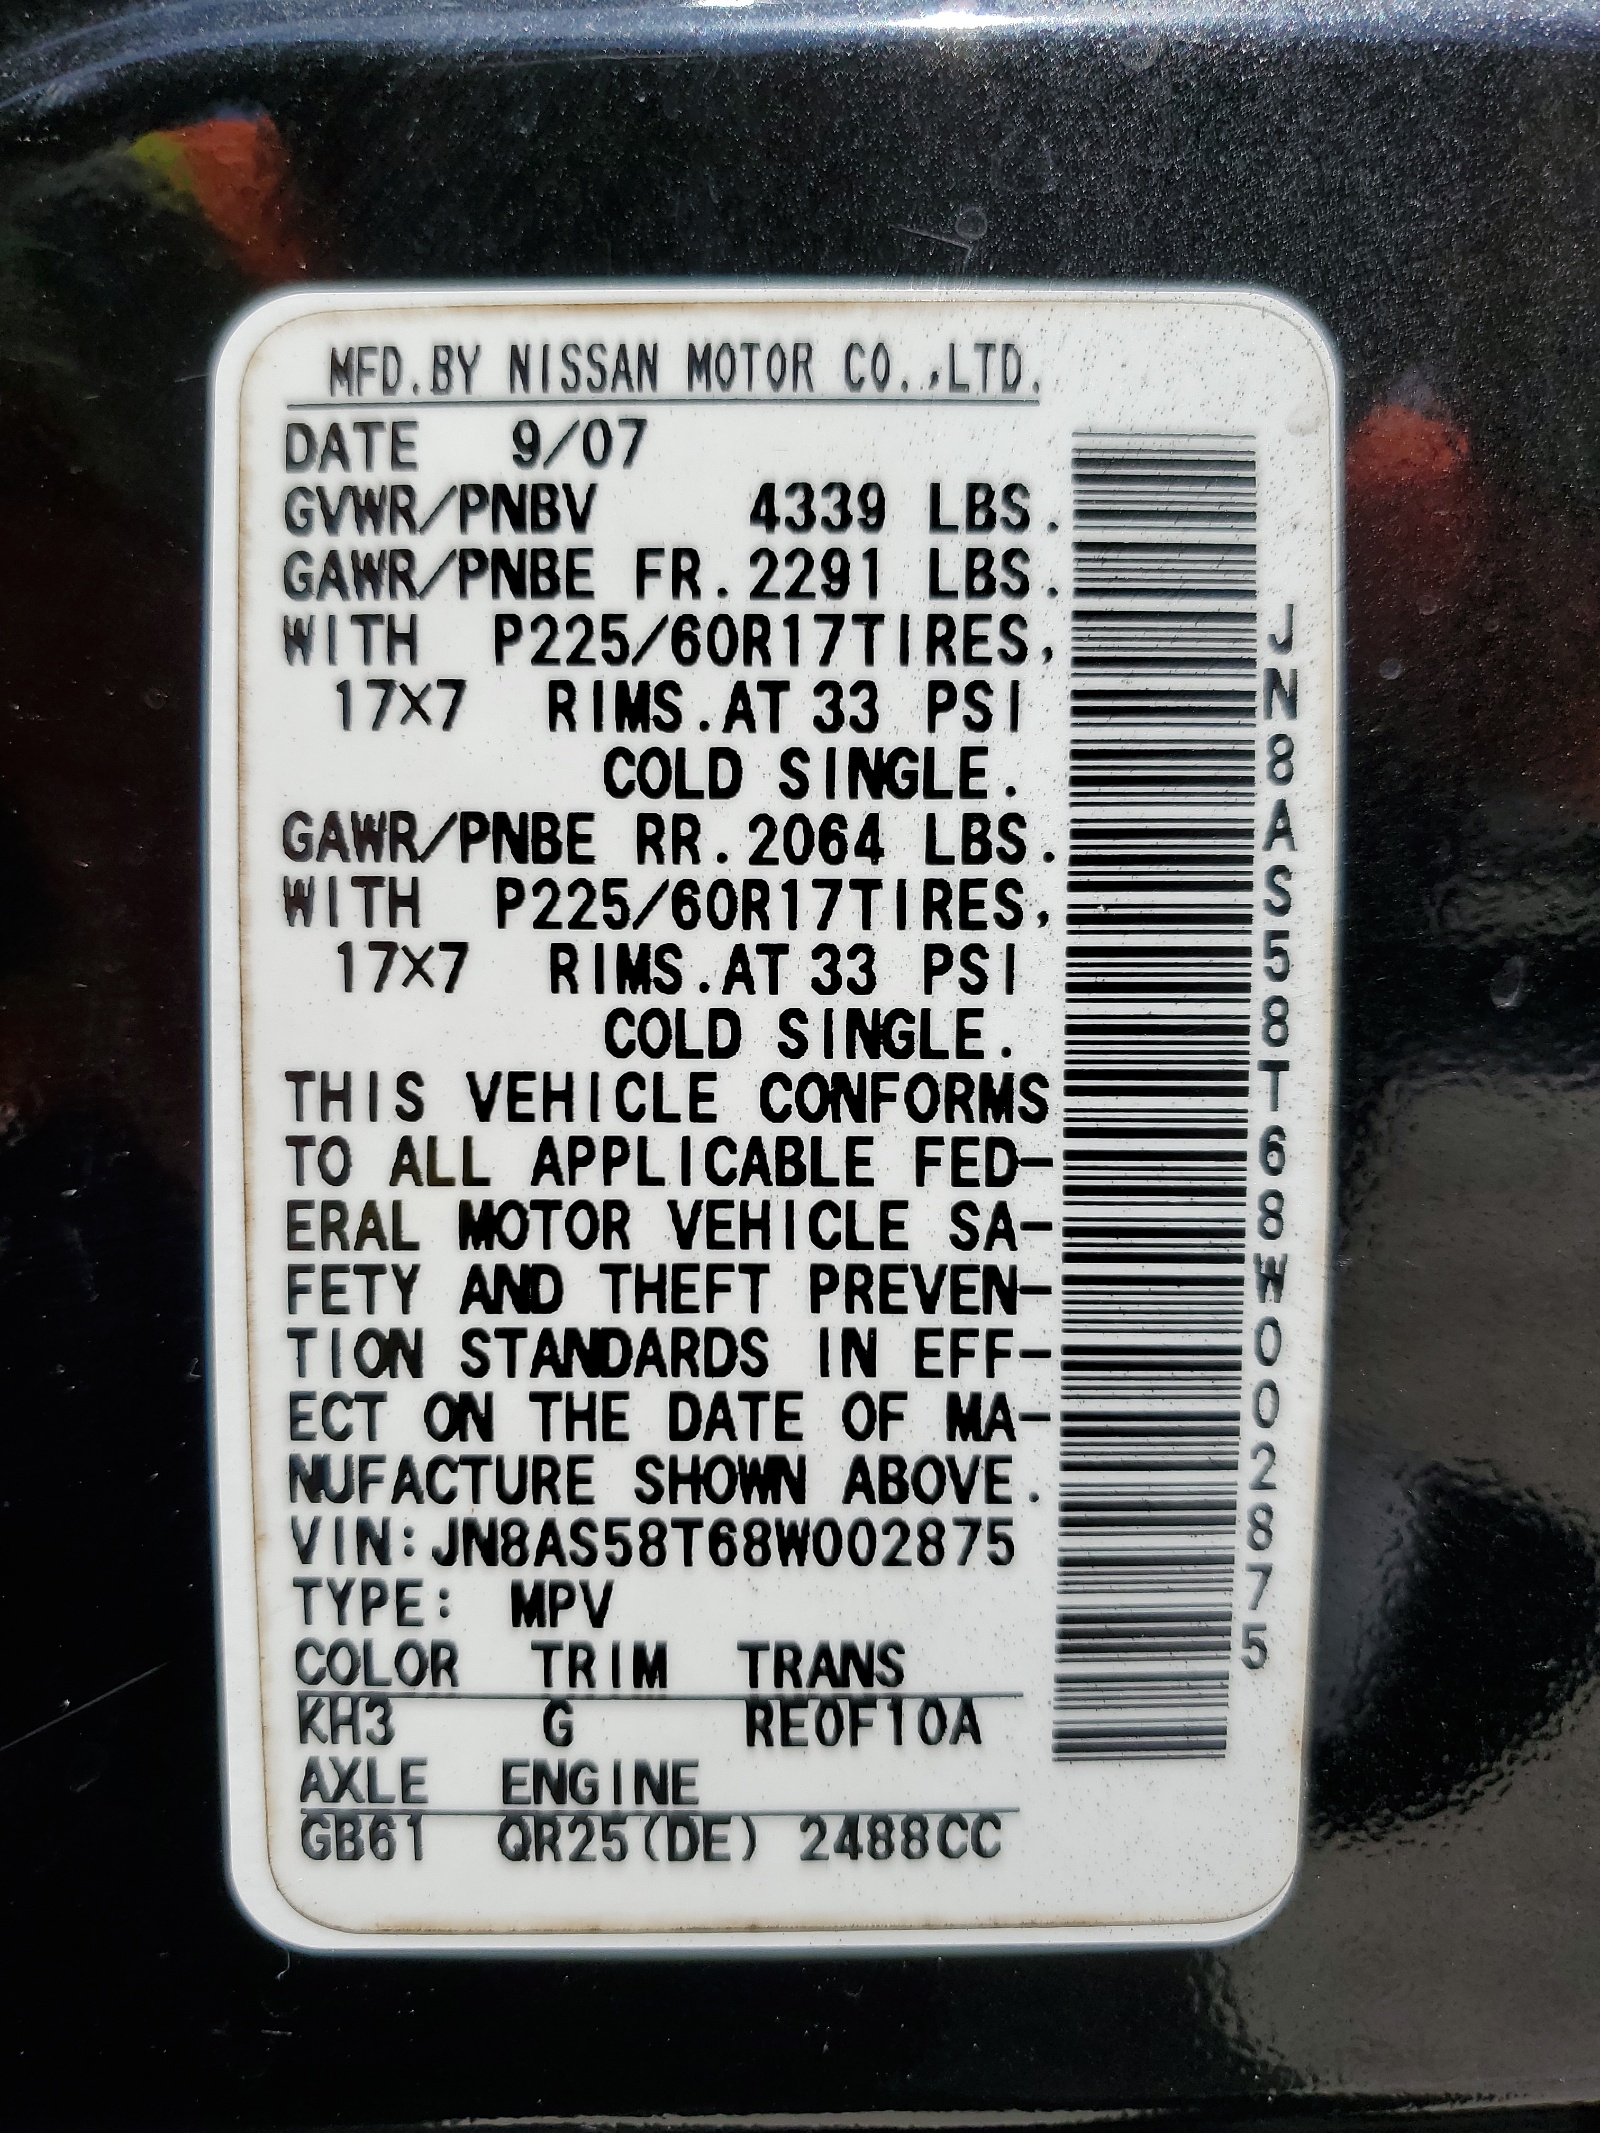 MFD.BY NISSAN MOTOR CO.,LTD.
DATE 9/07
GVWR/PNBV 4339 LBS.
GAWR/PNBE FR.2291 LBS.
WITH P225/60R17TIRES,
17X7 RIMS.AT 33 PSI
COLD SINGLE.
GAWR/PNBE RR.2064 LBS.
WITH P225/60R17TIRES,
17X7 RIMS.AT 33 PSI
COLD SINGLE.
THIS VEHICLE CONFORMS
TO ALL APPLICABLE FED-
ERAL MOTOR VEHICLE SA-
FETY AND THEFT PREVEN-
TION STANDARDS IN EFF-
ECT ON THE DATE OF MA-
NUFACTURE SHOWN ABOVE.
VIN:JN8AS58T68W002875
TYPE: MPV
COLOR TRIM TRANS
KH3 G RE0F10A
AXLE ENGINE
GB61 QR25(DE) 2488CC
JN8AS58T68W002875